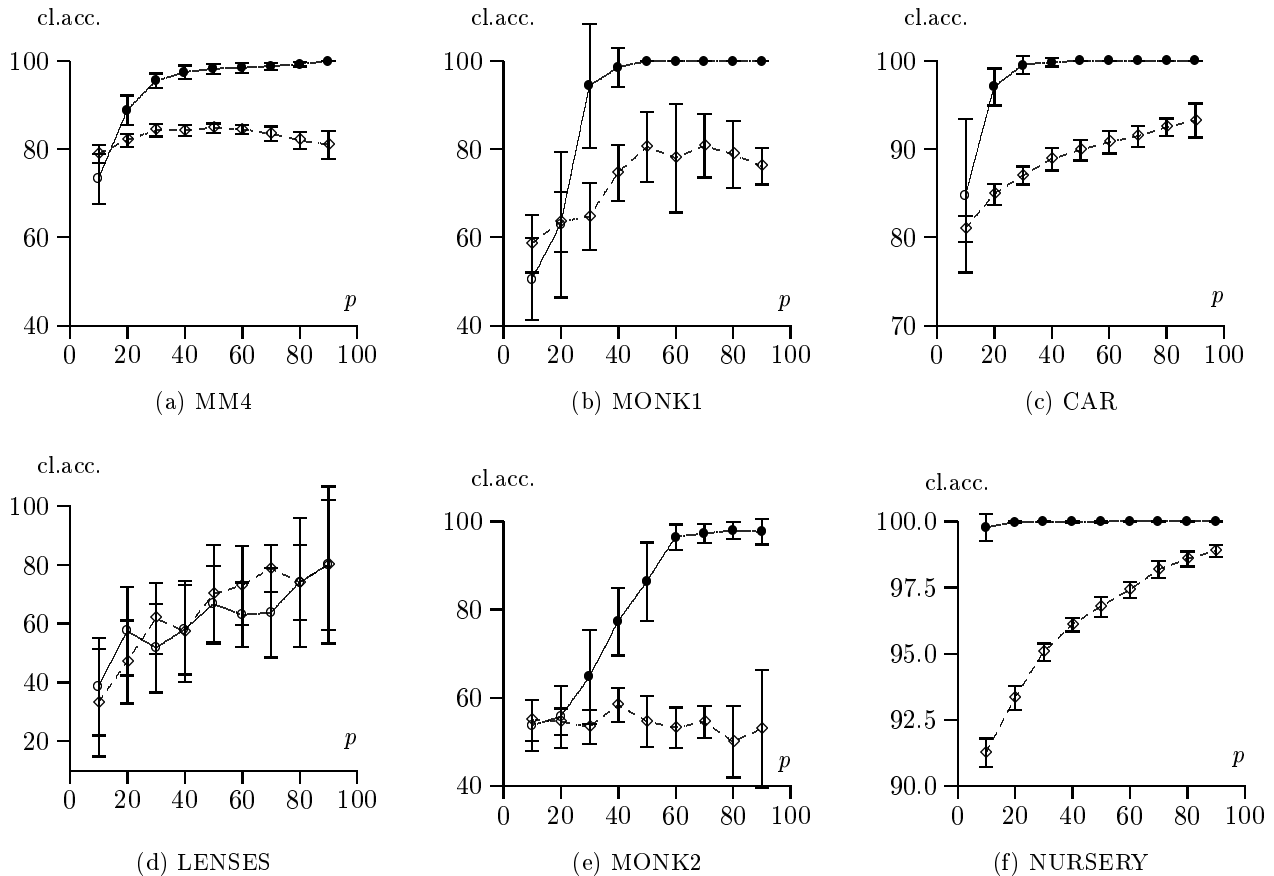 cl.acc.
100
80
60
40
p
0 20 40 60 80 100
(a) MM4
cl.acc.
100
80
60
40
p
0 20 40 60 80 100
(b) MONK1
cl.acc.
100
90
80
70
p
0 20 40 60 80 100
(c) CAR
cl.acc.
100
80
60
40
20
p
0 20 40 60 80 100
(d) LENSES
cl.acc.
100
80
60
40
p
0 20 40 60 80 100
(e) MONK2
cl.acc.
100.0
97.5
95.0
92.5
90.0
p
0 20 40 60 80 100
(f) NURSERY